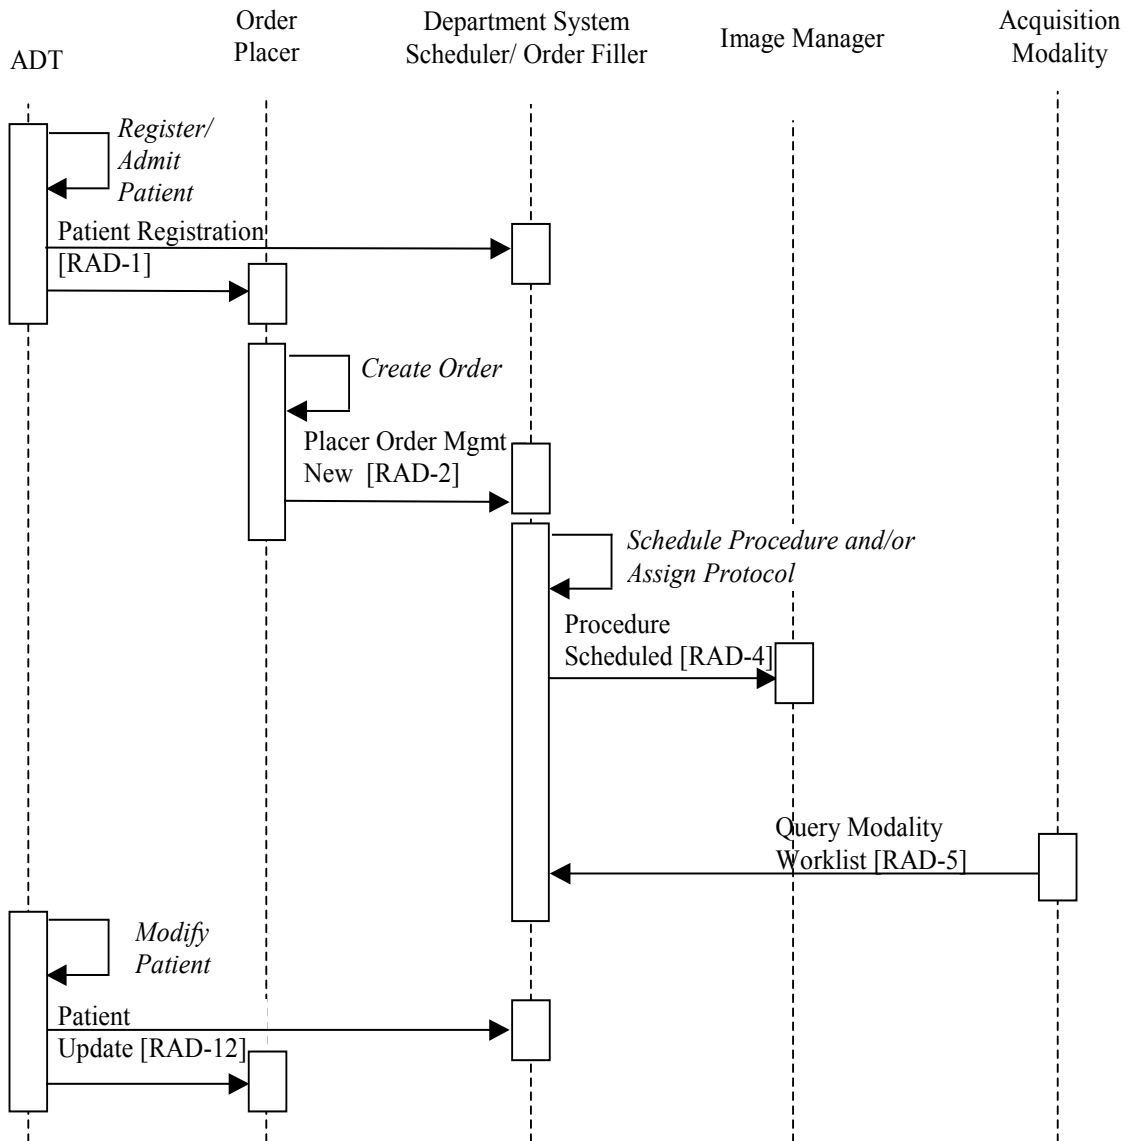 ADT
Order
Placer
Department System
Scheduler/ Order Filler
Image Manager
Acquisition
Modality
Register/
Admit
Patient
Patient Registration
[RAD-1]
Create Order
Placer Order Mgmt
New  [RAD-2]
Schedule Procedure and/or
Assign Protocol
Procedure
Scheduled [RAD-4]
Query Modality
Worklist [RAD-5]
Modify
Patient
Patient
Update [RAD-12]